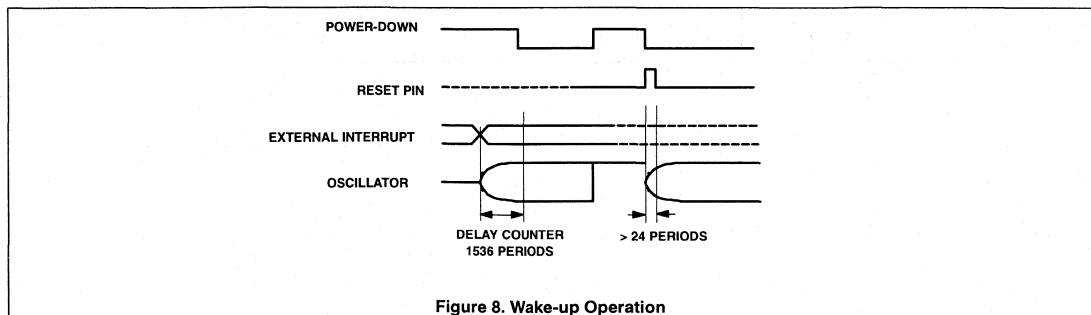 POWER-DOWN
RESET PIN
EXTERNAL INTERRUPT
OSCILLATOR
DELAY COUNTER
1536 PERIODS
> 24 PERIODS
Figure 8. Wake-up Operation